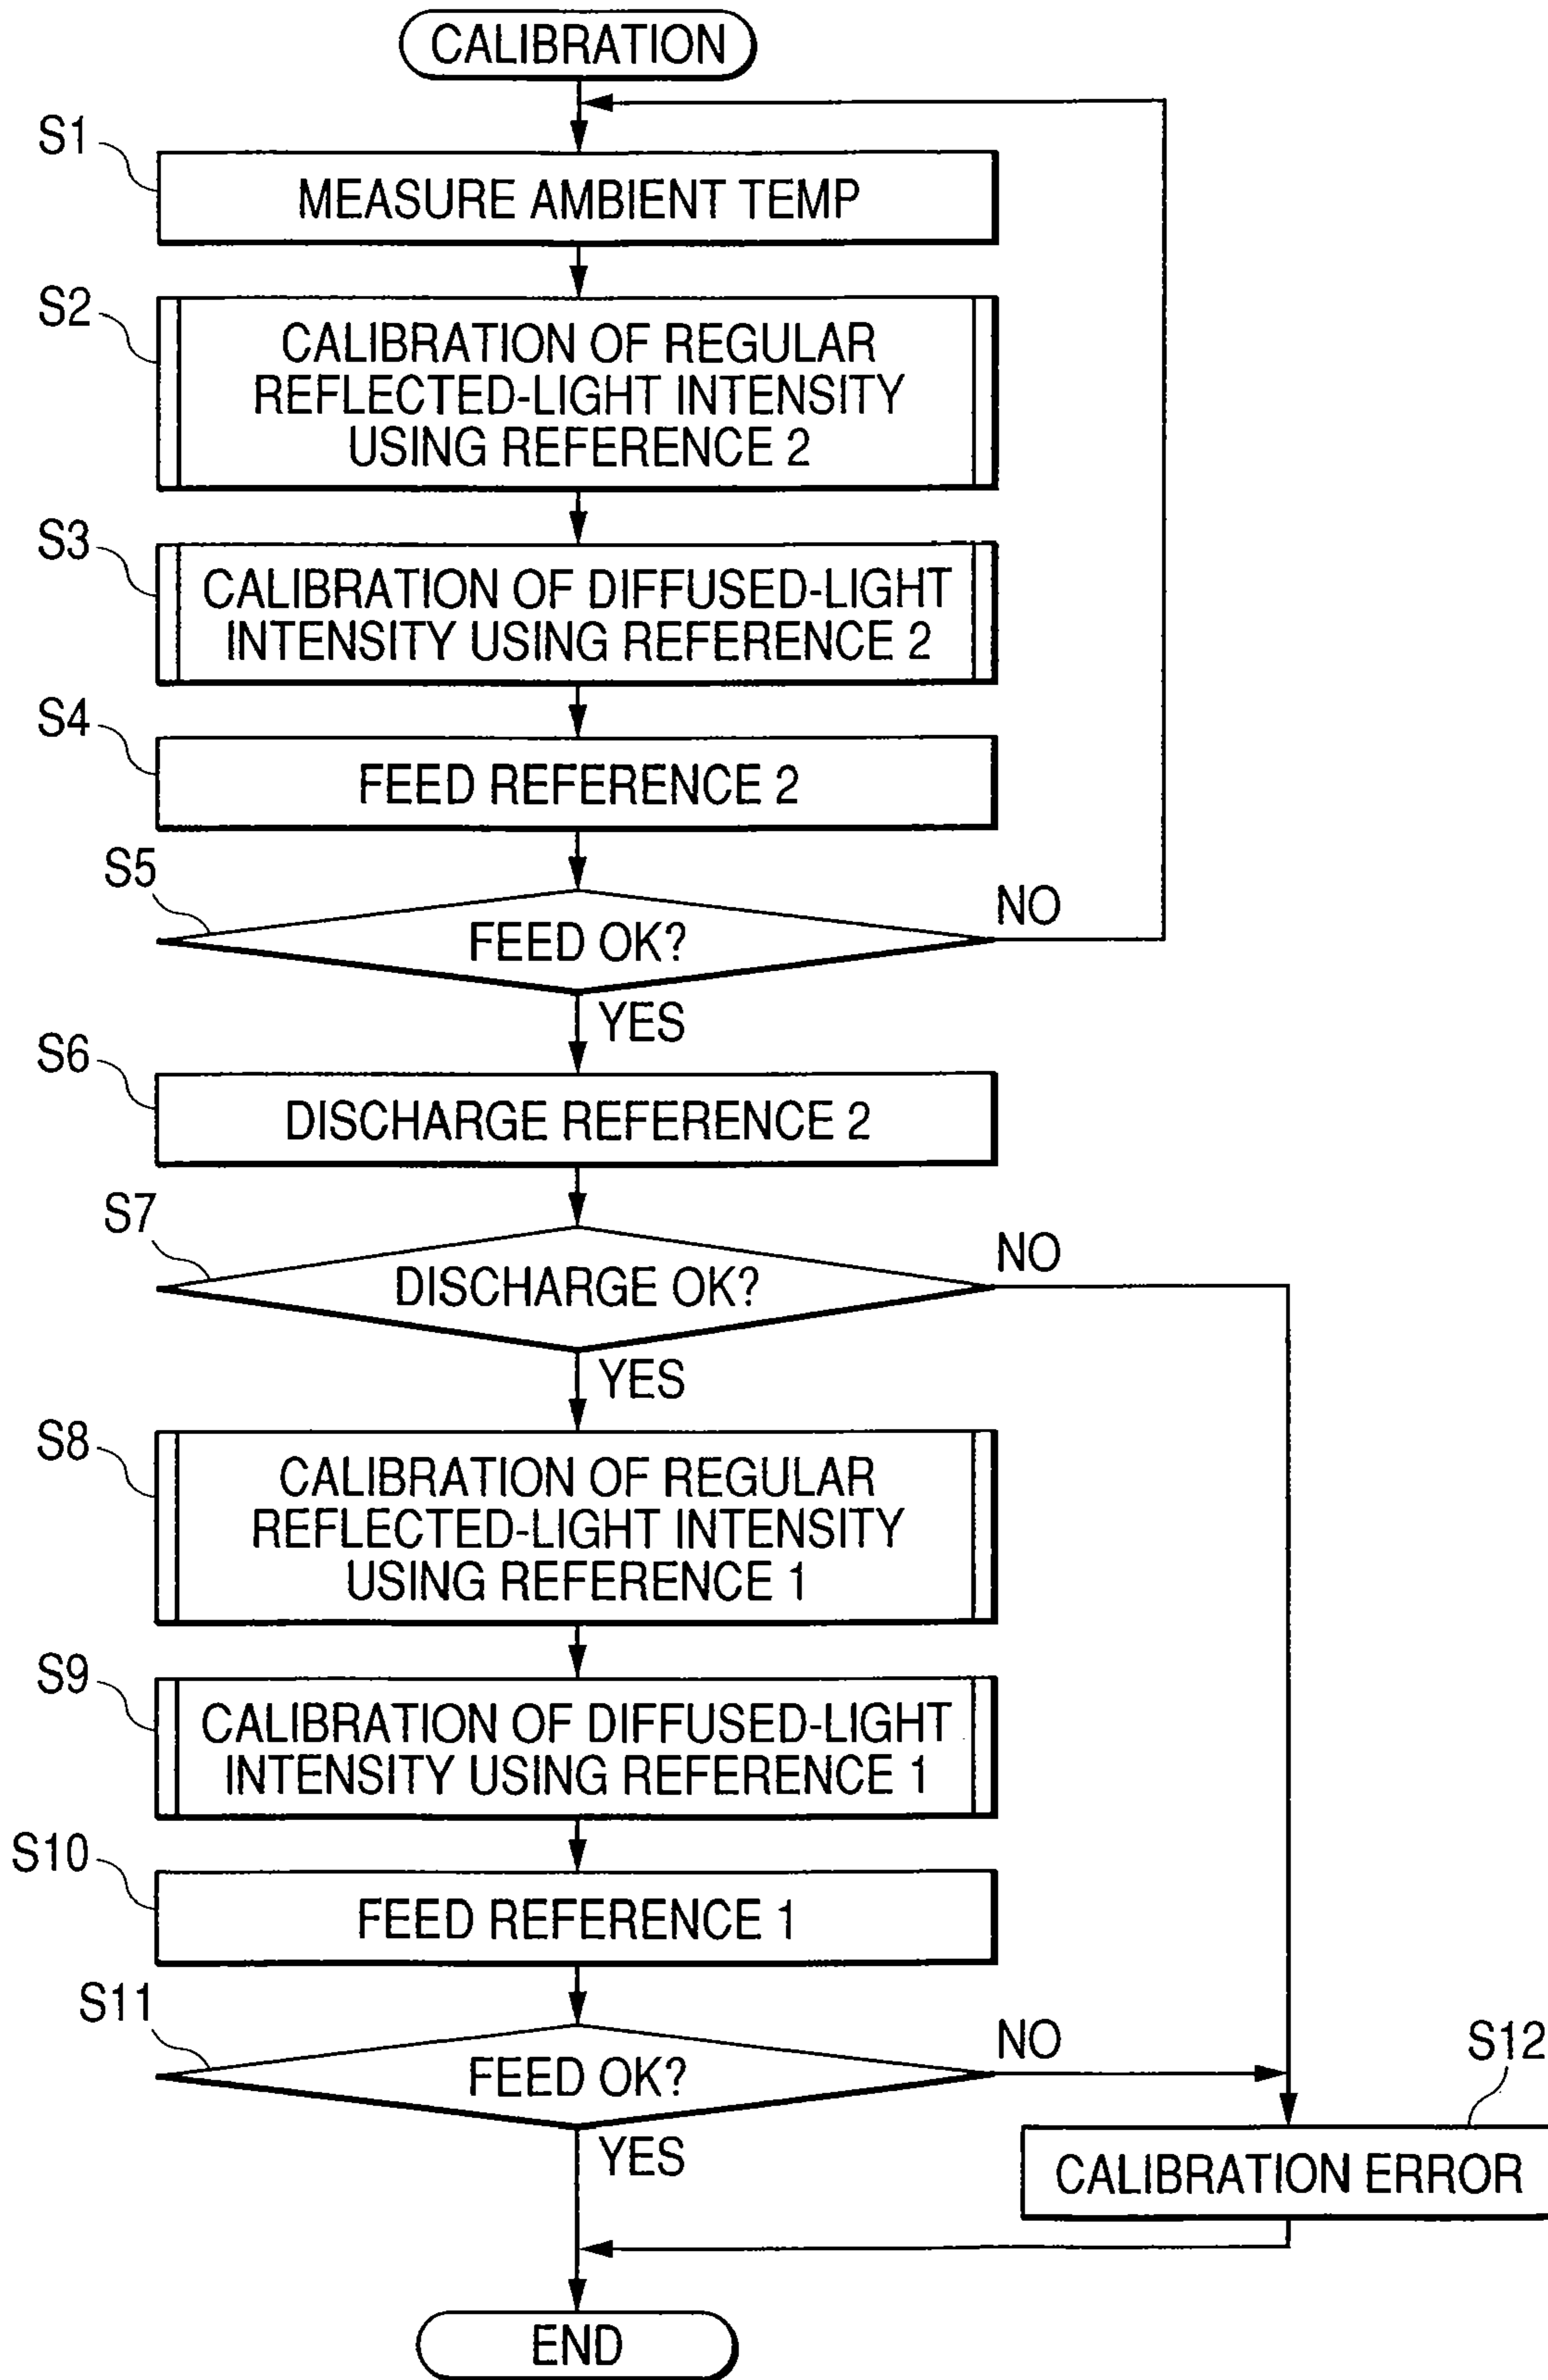 CALIBRATION
S1
MEASURE AMBIENT TEMP
S2
CALIBRATION OF REGULAR
REFLECTED-LIGHT INTENSITY
USING REFERENCE 2
S3
CALIBRATION OF DIFFUSED-LIGHT
INTENSITY USING REFERENCE 2
S4
FEED REFERENCE 2
S5
FEED OK?
NO
YES
S6
DISCHARGE REFERENCE 2
S7
DISCHARGE OK?
NO
YES
S8
CALIBRATION OF REGULAR
REFLECTED-LIGHT INTENSITY
USING REFERENCE 1
S9
CALIBRATION OF DIFFUSED-LIGHT
INTENSITY USING REFERENCE 1
S10
FEED REFERENCE 1
S11
FEED OK?
NO
YES
S12
CALIBRATION ERROR
END